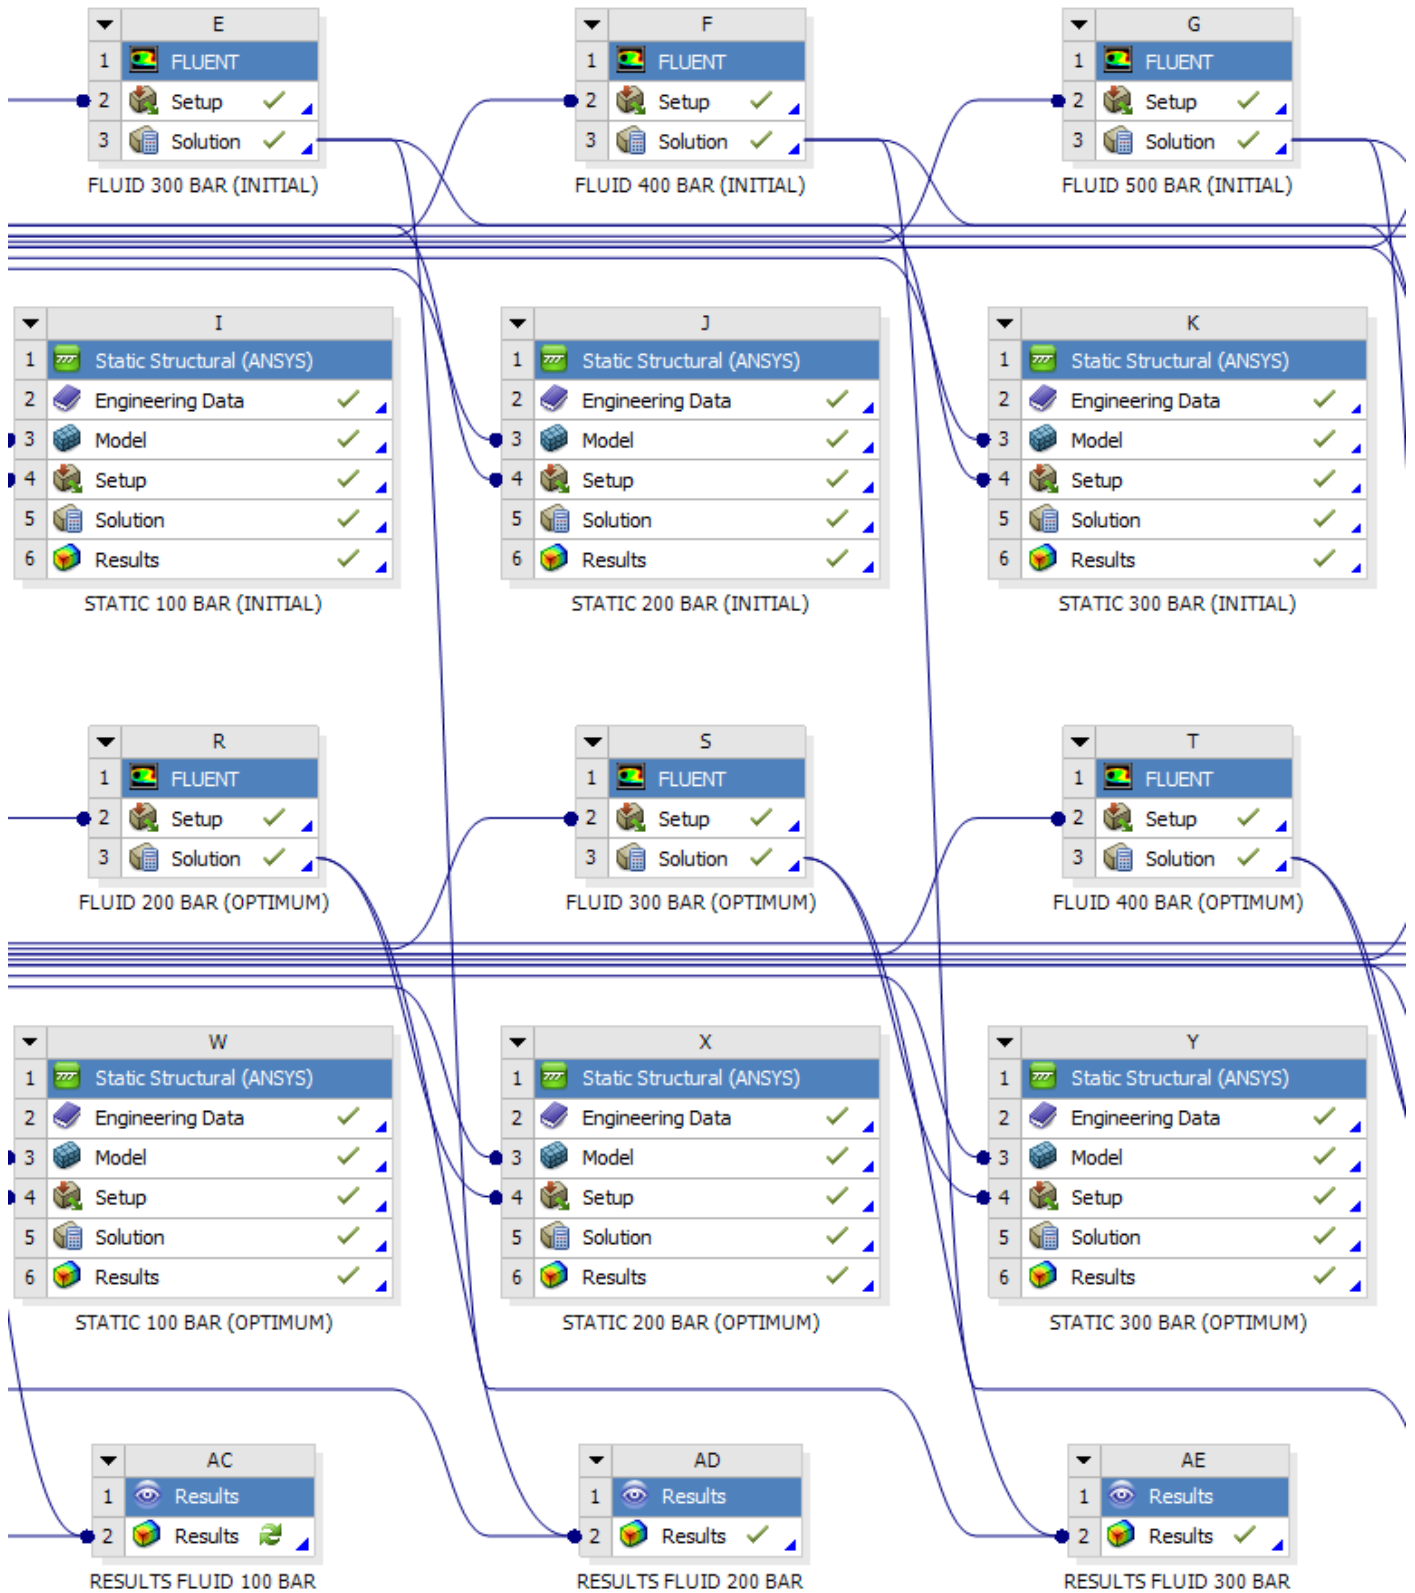 E F G
1 FLUENT 1 FLUENT 1 FLUENT
2 Setup 2 Setup 2 Setup
3 Solution 3 Solution 3 Solution
FLUID 300 BAR (INITIAL) FLUID 400 BAR (INITIAL) FLUID 500 BAR (INITIAL)
I J K
1 Static Structural (ANSYS) 1 Static Structural (ANSYS) 1 Static Structural (ANSYS)
2 Engineering Data 2 Engineering Data 2 Engineering Data
3 Model 3 Model 3 Model
4 Setup 4 Setup 4 Setup
5 Solution 5 Solution 5 Solution
6 Results 6 Results 6 Results
STATIC 100 BAR (INITIAL) STATIC 200 BAR (INITIAL) STATIC 300 BAR (INITIAL)
R S T
1 FLUENT 1 FLUENT 1 FLUENT
2 Setup 2 Setup 2 Setup
3 Solution 3 Solution 3 Solution
FLUID 200 BAR (OPTIMUM) FLUID 300 BAR (OPTIMUM) FLUID 400 BAR (OPTIMUM)
W X Y
1 Static Structural (ANSYS) 1 Static Structural (ANSYS) 1 Static Structural (ANSYS)
2 Engineering Data 2 Engineering Data 2 Engineering Data
3 Model 3 Model 3 Model
4 Setup 4 Setup 4 Setup
5 Solution 5 Solution 5 Solution
6 Results 6 Results 6 Results
STATIC 100 BAR (OPTIMUM) STATIC 200 BAR (OPTIMUM) STATIC 300 BAR (OPTIMUM)
AC AD AE
1 Results 1 Results 1 Results
2 Results 2 Results 2 Results
RESULTS FLUID 100 BAR RESULTS FLUID 200 BAR RESULTS FLUID 300 BAR